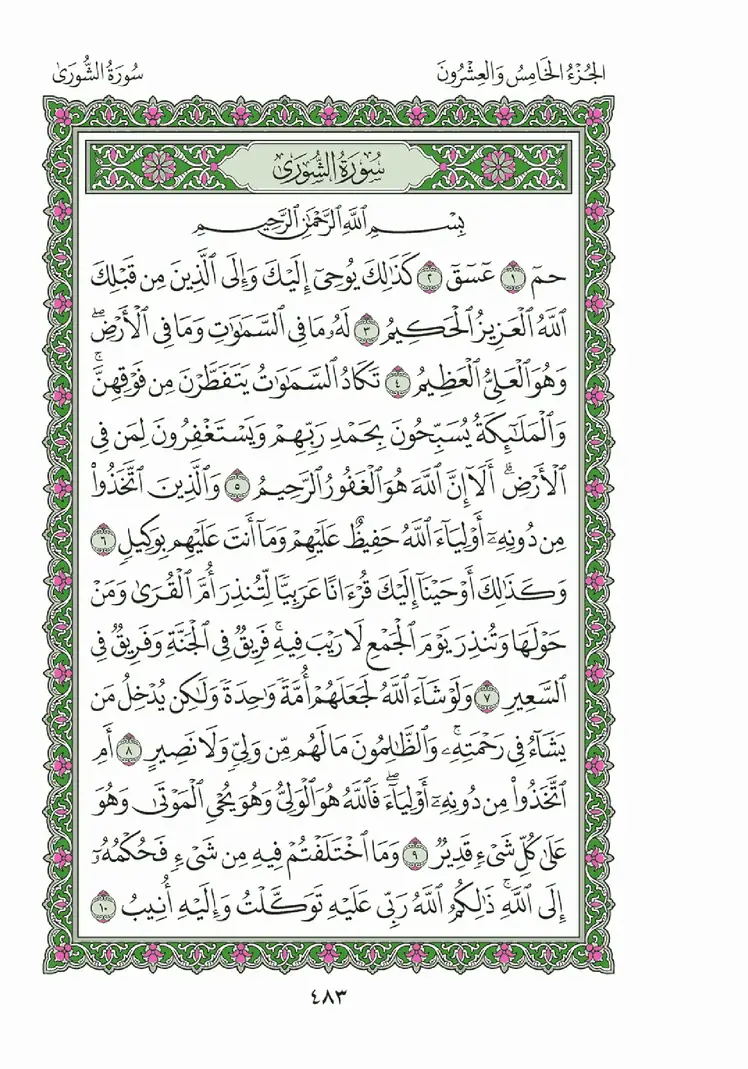 الجُزْءُ الخَامِسُ وَالعِشْرُونَ
سُورَةُ الشُّورَىٰ
سُورَةُ الشُّورَىٰ
بِسْمِ ٱللَّهِ ٱلرَّحْمَٰنِ ٱلرَّحِيمِ
حمٓ ١ عٓسٓقٓ ٢ كَذَٰلِكَ يُوحِيٓ إِلَيْكَ وَإِلَى ٱلَّذِينَ مِن قَبْلِكَ
ٱللَّهُ ٱلْعَزِيزُ ٱلْحَكِيمُ ٣ لَهُۥ مَا فِي ٱلسَّمَٰوَٰتِ وَمَا فِي ٱلْأَرْضِۖ
وَهُوَ ٱلْعَلِيُّ ٱلْعَظِيمُ ٤ تَكَادُ ٱلسَّمَٰوَٰتُ يَتَفَطَّرْنَ مِن فَوْقِهِنَّۚ
وَٱلْمَلَٰٓئِكَةُ يُسَبِّحُونَ بِحَمْدِ رَبِّهِمْ وَيَسْتَغْفِرُونَ لِمَن فِي
ٱلْأَرْضِۗ أَلَآ إِنَّ ٱللَّهَ هُوَ ٱلْغَفُورُ ٱلرَّحِيمُ ٥ وَٱلَّذِينَ ٱتَّخَذُوا۟
مِن دُونِهِۦٓ أَوْلِيَآءَ ٱللَّهُ حَفِيظٌ عَلَيْهِمْ وَمَآ أَنتَ عَلَيْهِم بِوَكِيلٍ ٦
وَكَذَٰلِكَ أَوْحَيْنَآ إِلَيْكَ قُرْءَانًا عَرَبِيًّا لِّتُنذِرَ أُمَّ ٱلْقُرَىٰ وَمَنْ
حَوْلَهَا وَتُنذِرَ يَوْمَ ٱلْجَمْعِ لَا رَيْبَ فِيهِۚ فَرِيقٌ فِي ٱلْجَنَّةِ وَفَرِيقٌ فِي
ٱلسَّعِيرِ ٧ وَلَوْ شَآءَ ٱللَّهُ لَجَعَلَهُمْ أُمَّةً وَٰحِدَةً وَلَٰكِن يُدْخِلُ مَن
يَشَآءُ فِي رَحْمَتِهِۦۚ وَٱلظَّٰلِمُونَ مَا لَهُم مِّن وَلِيٍّ وَلَا نَصِيرٍ ٨ أَمِ
ٱتَّخَذُوا۟ مِن دُونِهِۦٓ أَوْلِيَآءَۖ فَٱللَّهُ هُوَ ٱلْوَلِيُّ وَهُوَ يُحْيِ ٱلْمَوْتَىٰ وَهُوَ
عَلَىٰ كُلِّ شَيْءٍ قَدِيرٌ ٩ وَمَا ٱخْتَلَفْتُمْ فِيهِ مِن شَيْءٍ فَحُكْمُهُۥٓ
إِلَى ٱللَّهِۚ ذَٰلِكُمُ ٱللَّهُ رَبِّي عَلَيْهِ تَوَكَّلْتُ وَإِلَيْهِ أُنِيبُ ١٠
٤٨٣